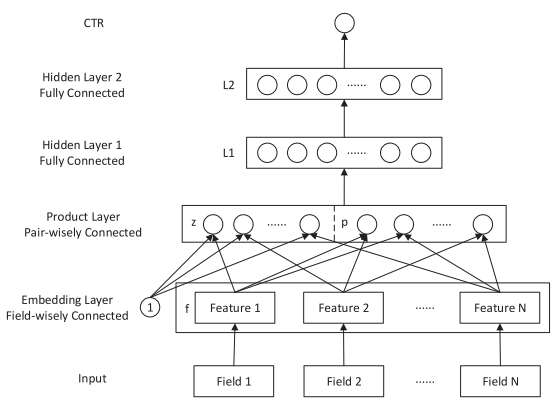 CTR
Hidden Layer 2
Fully Connected
L2 ......
Hidden Layer 1
Fully Connected
L1 ......
Product Layer
Pair-wisely Connected
z ...... p ......
Embedding Layer
Field-wisely Connected
1 f Feature 1 Feature 2 ...... Feature N
Input Field 1 Field 2 ...... Field N